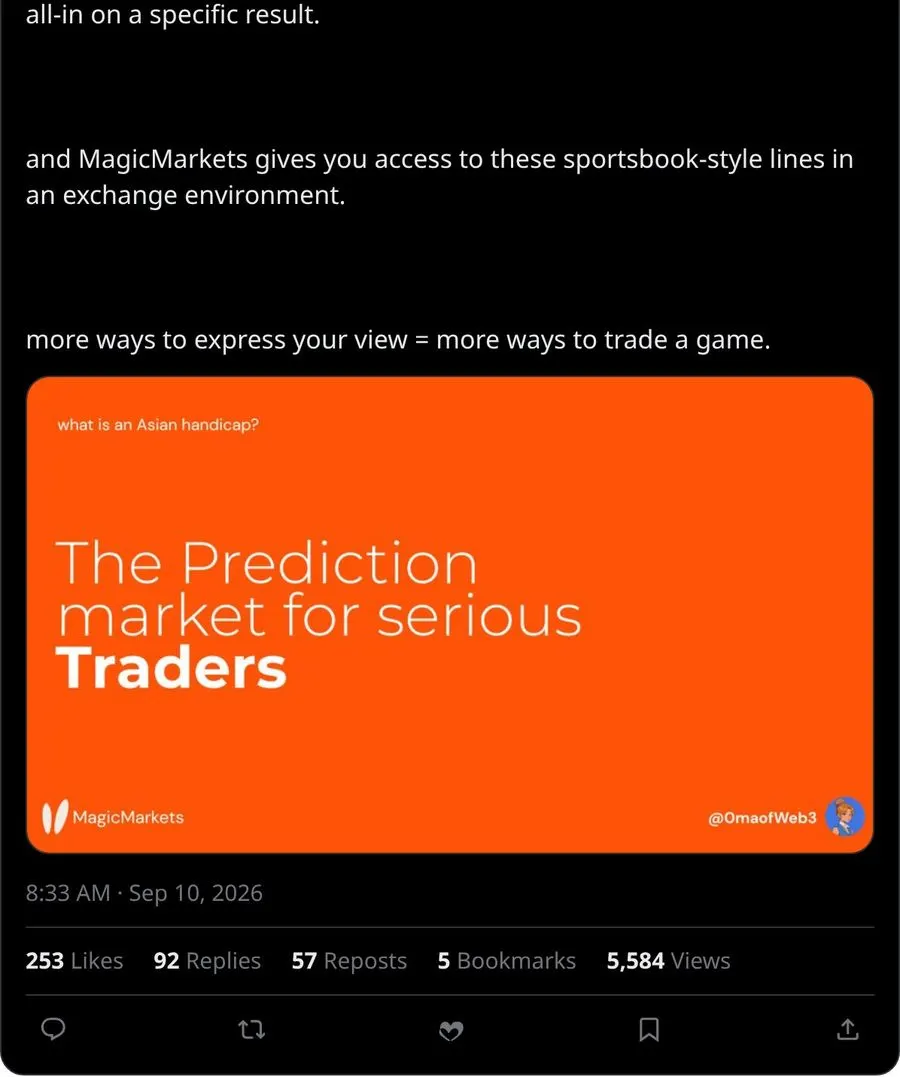 all-in on a specific result.
and MagicMarkets gives you access to these sportsbook-style lines in
an exchange environment.
more ways to express your view = more ways to trade a game.
what is an Asian handicap?
The Prediction
market for serious
Traders
MagicMarkets
@OmaofWeb3
8:33 AM · Sep 10, 2026
253 Likes 92 Replies 57 Reposts 5 Bookmarks 5,584 Views